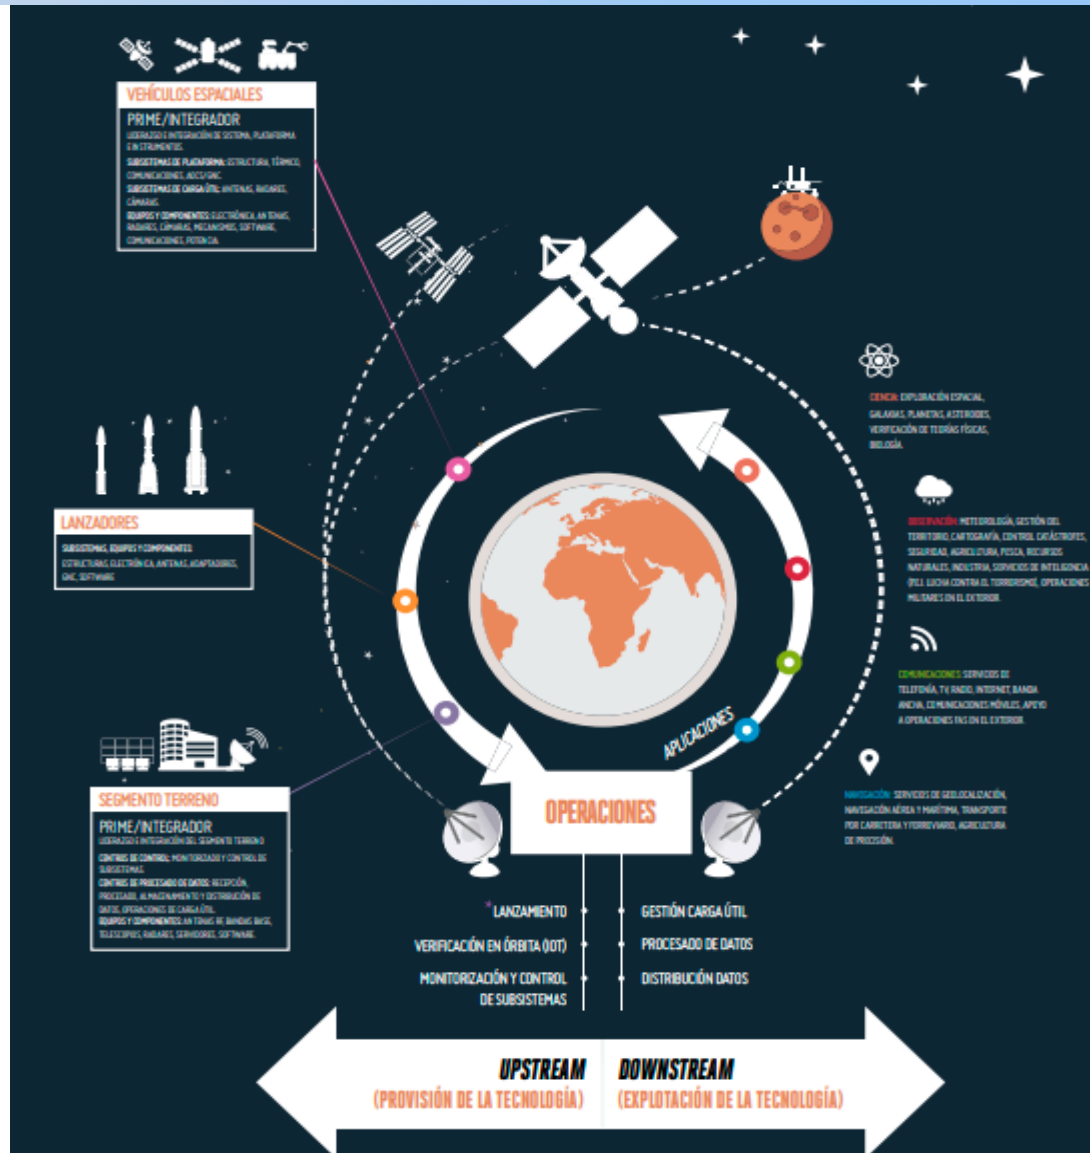 VEHÍCULOS ESPACIALES
PRIME/INTEGRADOR
LIDERAZGO E INTEGRACIÓN DE SISTEMA, PLATAFORMA
E INSTRUMENTOS.
SUBSISTEMAS DE PLATAFORMA: ESTRUCTURA, TÉRMICO,
COMUNICACIONES, AOCS/GNC.
SUBSISTEMAS DE CARGA ÚTIL: ANTENAS, RADARES,
CÁMARAS.
EQUIPOS Y COMPONENTES: ELECTRÓNICA, ANTENAS,
RADARES, CÁMARAS, MECANISMOS, SOFTWARE,
COMUNICACIONES, POTENCIA.
LANZADORES
SUBSISTEMAS, EQUIPOS Y COMPONENTES:
ESTRUCTURAS, ELECTRÓNICA, ANTENAS, ADAPTADORES,
GNC, SOFTWARE
SEGMENTO TERRENO
PRIME/INTEGRADOR
LIDERAZGO E INTEGRACIÓN DEL SEGMENTO TERRENO
CENTROS DE CONTROL: MONITORIZADO Y CONTROL DE
SUBSISTEMAS.
CENTROS DE PROCESADO DE DATOS: RECEPCIÓN,
PROCESADO, ALMACENAMIENTO Y DISTRIBUCIÓN DE
DATOS, OPERACIONES DE CARGA ÚTIL.
EQUIPOS Y COMPONENTES: ANTENAS RF, BANDAS BASE,
TELESCOPIOS, RADARES, SERVIDORES, SOFTWARE.
CIENCIA: EXPLORACIÓN ESPACIAL,
GALAXIAS, PLANETAS, ASTEROIDES,
VERIFICACIÓN DE TEORÍAS FÍSICAS,
BIOLOGÍA.
OBSERVACIÓN: METEOROLOGÍA, GESTIÓN DEL
TERRITORIO, CARTOGRAFÍA, CONTROL CATÁSTROFES,
SEGURIDAD, AGRICULTURA, PESCA, RECURSOS
NATURALES, INDUSTRIA, SERVICIOS DE INTELIGENCIA
(P.EJ. LUCHA CONTRA EL TERRORISMO), OPERACIONES
MILITARES EN EL EXTERIOR.
COMUNICACIONES: SERVICIOS DE
TELEFONÍA, TV, RADIO, INTERNET, BANDA
ANCHA, COMUNICACIONES MÓVILES, APOYO
A OPERACIONES FAS EN EL EXTERIOR.
NAVEGACIÓN: SERVICIOS DE GEOLOCALIZACIÓN,
NAVEGACIÓN AÉREA Y MARÍTIMA, TRANSPORTE
POR CARRETERA Y FERROVIARIO, AGRICULTURA
DE PRECISIÓN.
APLICACIONES
OPERACIONES
*LANZAMIENTO
VERIFICACIÓN EN ÓRBITA (IOT)
MONITORIZACIÓN Y CONTROL
DE SUBSISTEMAS
GESTIÓN CARGA ÚTIL
PROCESADO DE DATOS
DISTRIBUCIÓN DATOS
UPSTREAM
(PROVISIÓN DE LA TECNOLOGÍA)
DOWNSTREAM
(EXPLOTACIÓN DE LA TECNOLOGÍA)